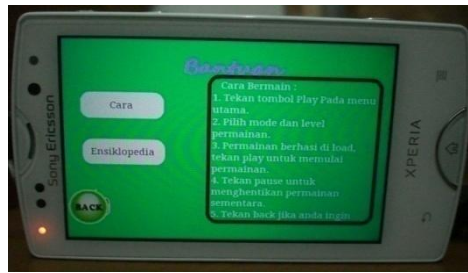 Bantuan
Cara
Ensiklopedia
BACK
Cara Bermain :
1. Tekan tombol Play Pada menu
utama.
2. Pilih mode dan level
permainan.
3. Permainan berhasi di load,
tekan play untuk memulai
permainan.
4. Tekan pause untuk
menghentikan permainan
sementara.
5. Tekan back jika anda ingin
Sony Ericsson
XPERIA